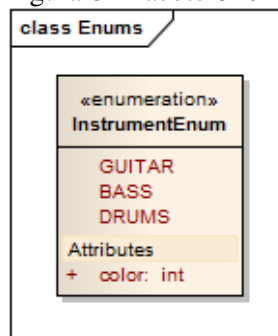 class Enums
«enumeration»
InstrumentEnum
GUITAR
BASS
DRUMS
Attributes
+ color: int